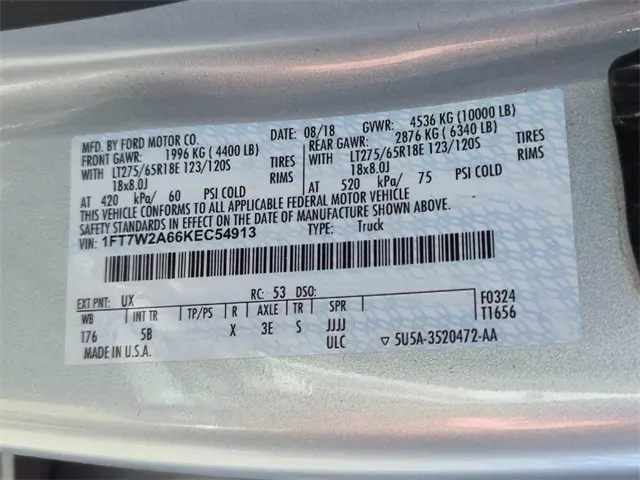 MFD. BY FORD MOTOR CO.
DATE: 08/18 GVWR: 4536 KG (10000 LB)
FRONT GAWR: 1996 KG ( 4400 LB) REAR GAWR: 2876 KG ( 6340 LB)
WITH LT275/65R18E 123/120S TIRES WITH LT275/65R18E 123/120S TIRES
18x8.0J RIMS 18x8.0J RIMS
AT 420 kPa/ 60 PSI COLD AT 520 kPa/ 75 PSI COLD
THIS VEHICLE CONFORMS TO ALL APPLICABLE FEDERAL MOTOR VEHICLE
SAFETY STANDARDS IN EFFECT ON THE DATE OF MANUFACTURE SHOWN ABOVE.
VIN: 1FT7W2A66KEC54913 TYPE: Truck
EXT PNT: UX RC: 53 DSO:
WB INT TR TP/PS R AXLE TR SPR F0324
176 5B X 3E S JJJJ T1656
MADE IN U.S.A. ULC ▽ 5U5A-3520472-AA